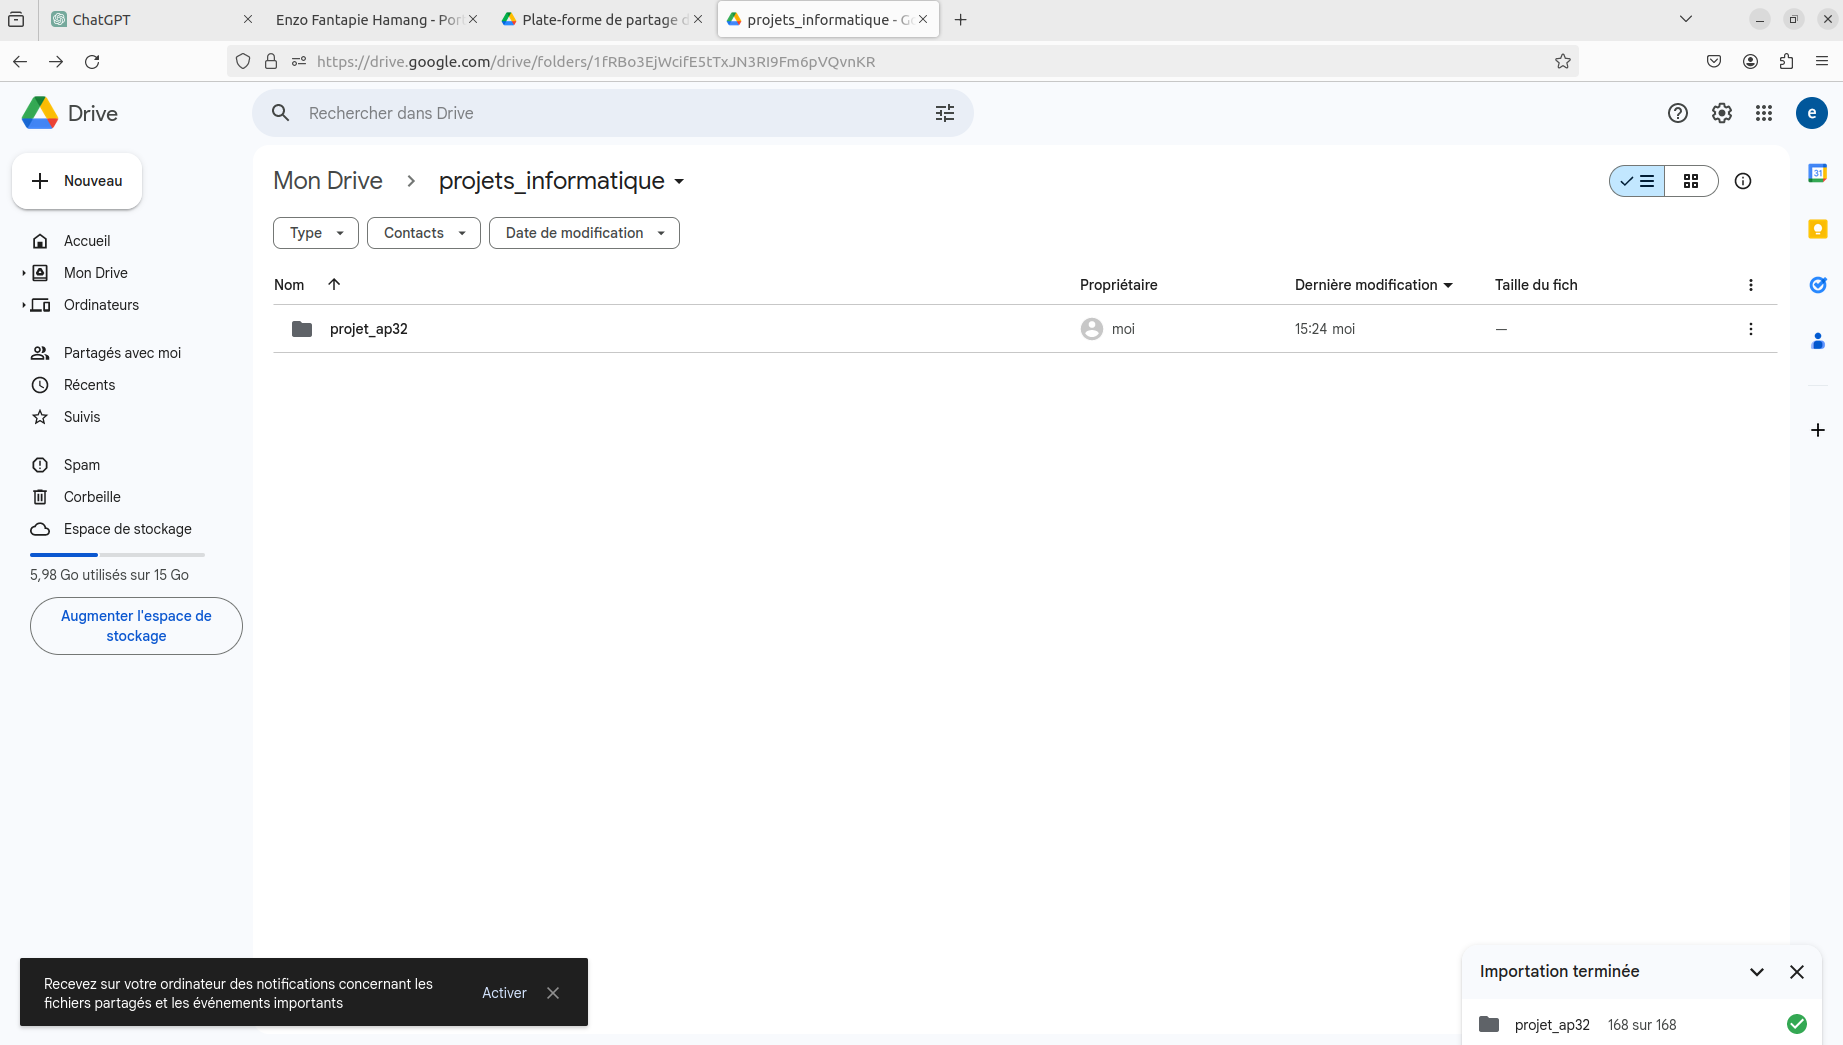 ChatGPT
Enzo Fantapie Hamang - Por
Plate-forme de partage d
projets_informatique - Go
https://drive.google.com/drive/folders/1fRBo3EjWcifE5tTxJN3RI9Fm6pVQvnKR
Drive
Rechercher dans Drive
e
Nouveau
Mon Drive
projets_informatique
31
Type
Contacts
Date de modification
Accueil
Mon Drive
Ordinateurs
Partagés avec moi
Récents
Suivis
Spam
Corbeille
Espace de stockage
5,98 Go utilisés sur 15 Go
Augmenter l'espace de
stockage
Nom
Propriétaire
Dernière modification
Taille du fich
projet_ap32
moi
15:24 moi
—
Recevez sur votre ordinateur des notifications concernant les
fichiers partagés et les événements importants
Activer
Importation terminée
projet_ap32
168 sur 168